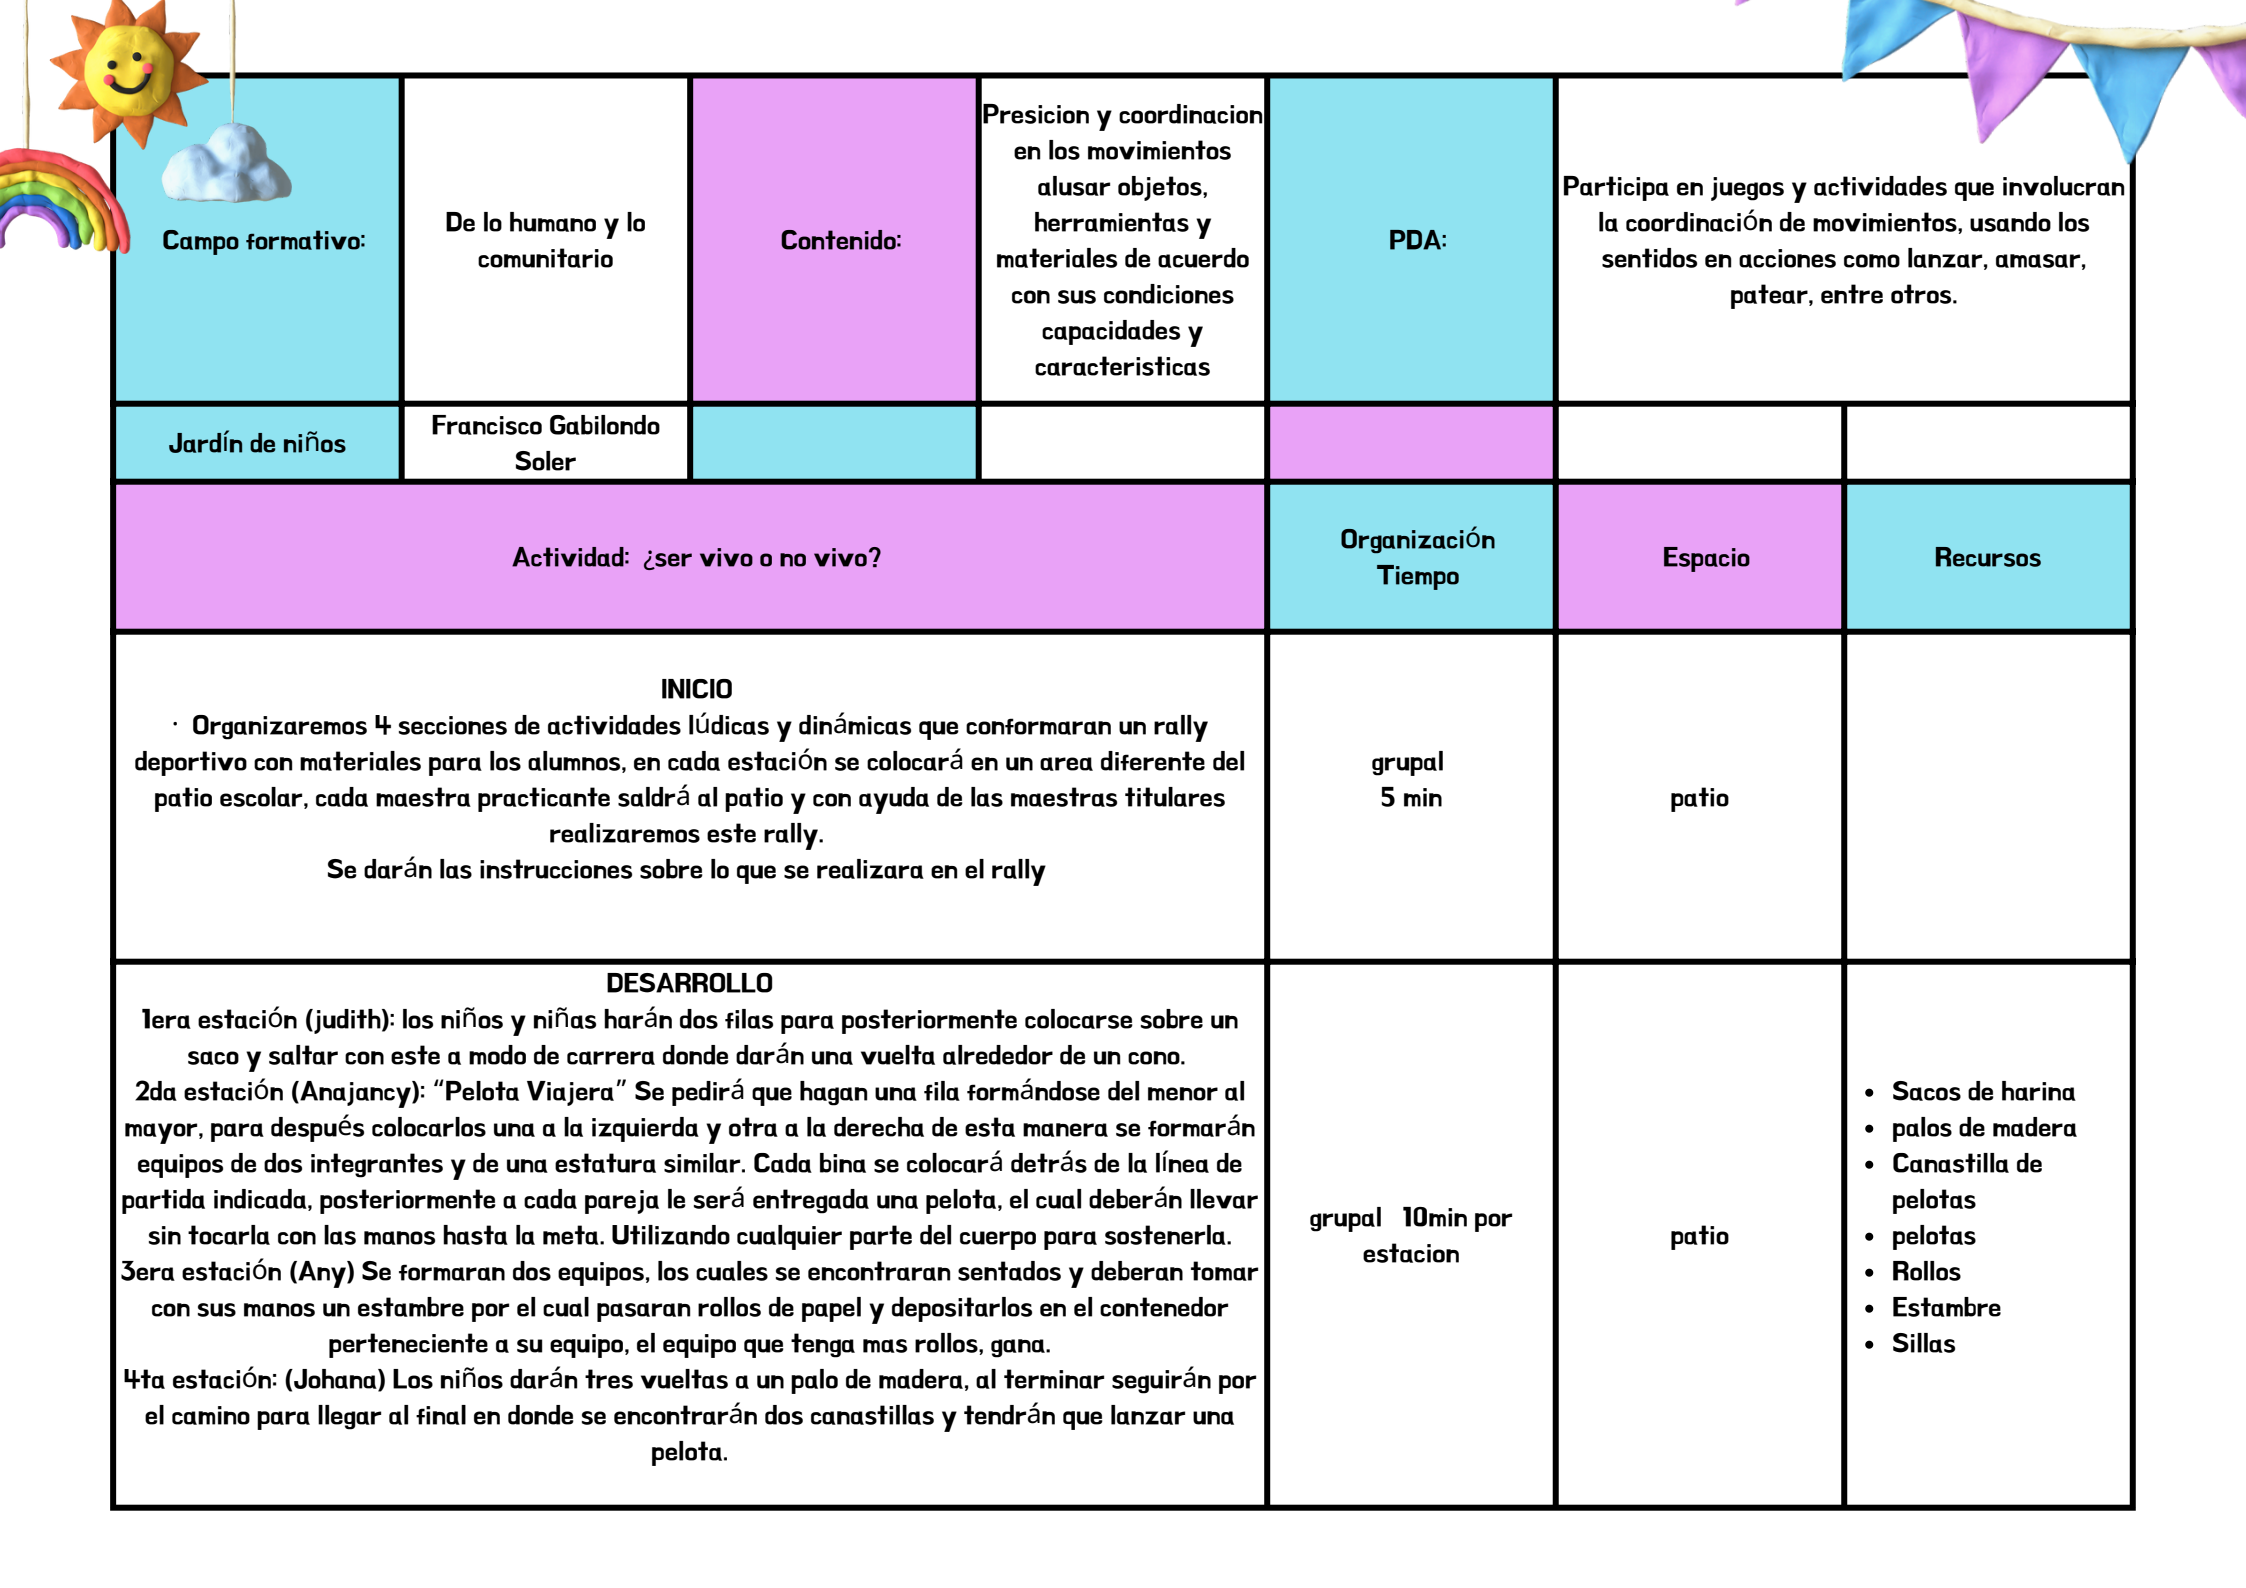 Campo formativo:
De lo humano y lo
comunitario
Contenido:
Presicion y coordinacion
en los movimientos
alusar objetos,
herramientas y
materiales de acuerdo
con sus condiciones
capacidades y
caracteristicas
PDA:
Participa en juegos y actividades que involucran
la coordinación de movimientos, usando los
sentidos en acciones como lanzar, amasar,
patear, entre otros.
Jardín de niños
Francisco Gabilondo
Soler
Actividad: ¿ser vivo o no vivo?
Organización
Tiempo
Espacio
Recursos
INICIO
· Organizaremos 4 secciones de actividades lúdicas y dinámicas que conformaran un rally
deportivo con materiales para los alumnos, en cada estación se colocará en un area diferente del
patio escolar, cada maestra practicante saldrá al patio y con ayuda de las maestras titulares
realizaremos este rally.
Se darán las instrucciones sobre lo que se realizara en el rally
grupal
5 min
patio
DESARROLLO
1era estación (judith): los niños y niñas harán dos filas para posteriormente colocarse sobre un
saco y saltar con este a modo de carrera donde darán una vuelta alrededor de un cono.
2da estación (Anajancy): “Pelota Viajera” Se pedirá que hagan una fila formándose del menor al
mayor, para después colocarlos una a la izquierda y otra a la derecha de esta manera se formarán
equipos de dos integrantes y de una estatura similar. Cada bina se colocará detrás de la línea de
partida indicada, posteriormente a cada pareja le será entregada una pelota, el cual deberán llevar
sin tocarla con las manos hasta la meta. Utilizando cualquier parte del cuerpo para sostenerla.
3era estación (Any) Se formaran dos equipos, los cuales se encontraran sentados y deberan tomar
con sus manos un estambre por el cual pasaran rollos de papel y depositarlos en el contenedor
perteneciente a su equipo, el equipo que tenga mas rollos, gana.
4ta estación: (Johana) Los niños darán tres vueltas a un palo de madera, al terminar seguirán por
el camino para llegar al final en donde se encontrarán dos canastillas y tendrán que lanzar una
pelota.
grupal 10min por
estacion
patio
• Sacos de harina
• palos de madera
• Canastilla de
pelotas
• pelotas
• Rollos
• Estambre
• Sillas